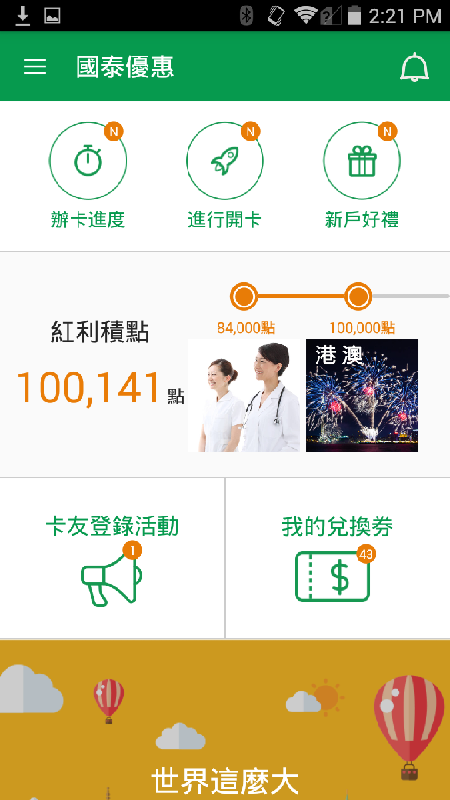 2:21 PM
國泰優惠
N N N
辦卡進度 進行開卡 新戶好禮
紅利積點
100,141點
84,000點 100,000點
港澳
卡友登錄活動 我的兌換券
1 43
$
世界這麼大